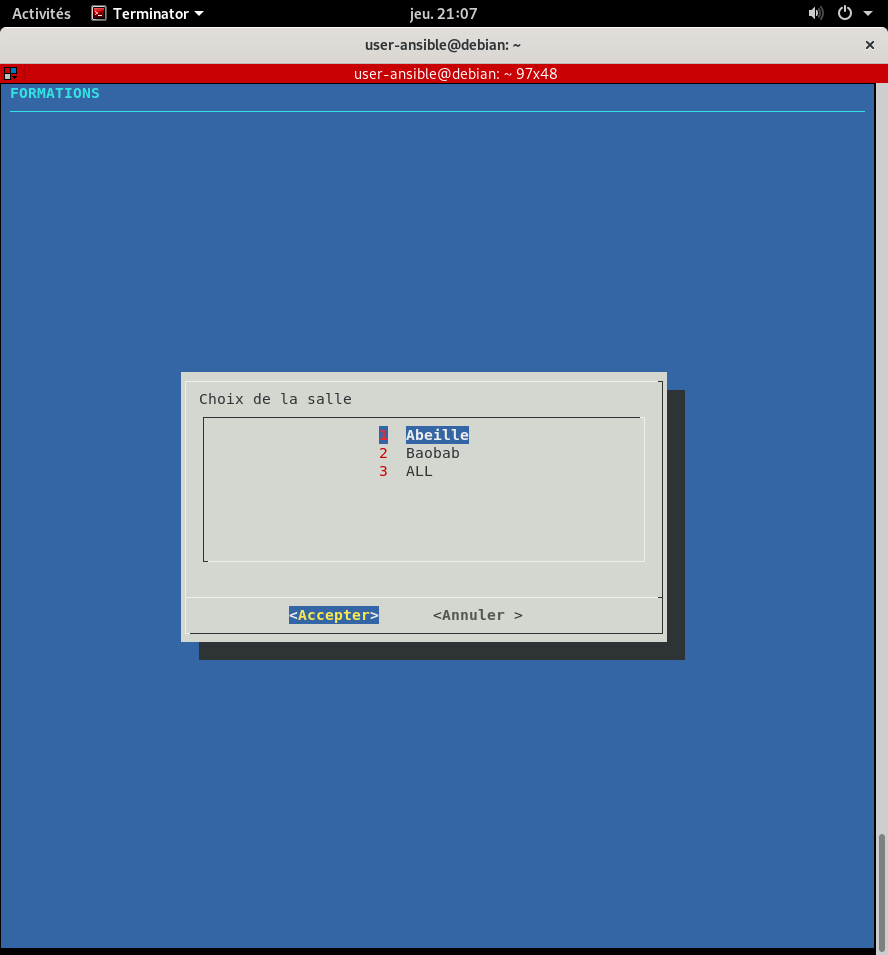 Activités Terminator jeu. 21:07
user-ansible@debian: ~ ×
user-ansible@debian: ~ 97x48
FORMATIONS
Choix de la salle
1 Abeille
2 Baobab
3 ALL
<Accepter> <Annuler >